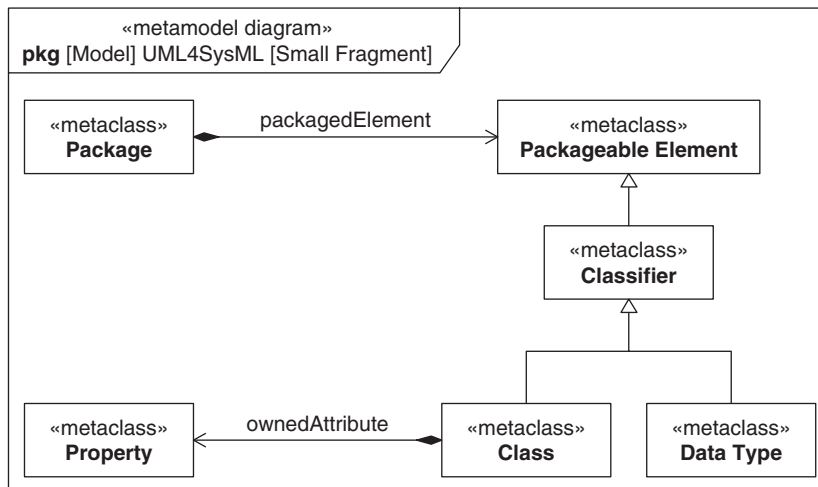 «metamodel diagram»
pkg [Model] UML4SysML [Small Fragment]
«metaclass»
Package
packagedElement
«metaclass»
Packageable Element
«metaclass»
Classifier
«metaclass»
Property
ownedAttribute
«metaclass»
Class
«metaclass»
Data Type